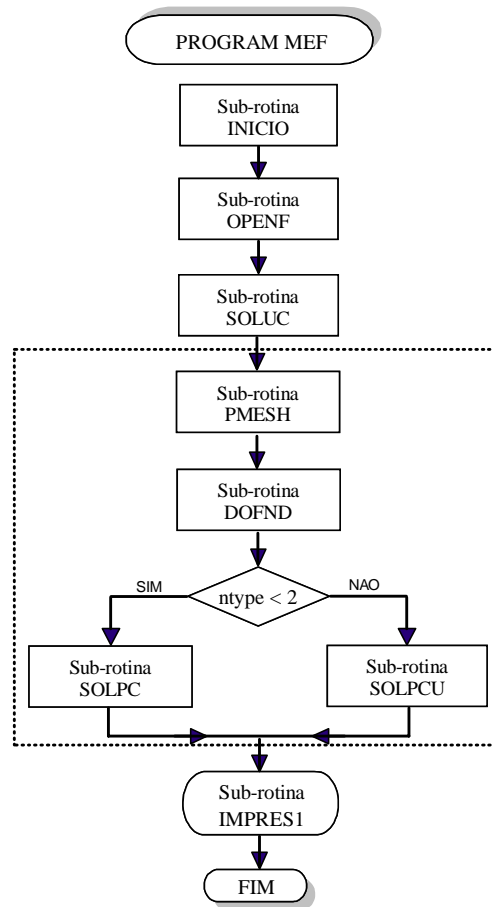 PROGRAM MEF
Sub-rotina
INICIO
Sub-rotina
OPENF
Sub-rotina
SOLUC
Sub-rotina
PMESH
Sub-rotina
DOFND
SIM
ntype < 2
NAO
Sub-rotina
SOLPC
Sub-rotina
SOLPCU
Sub-rotina
IMPRES1
FIM